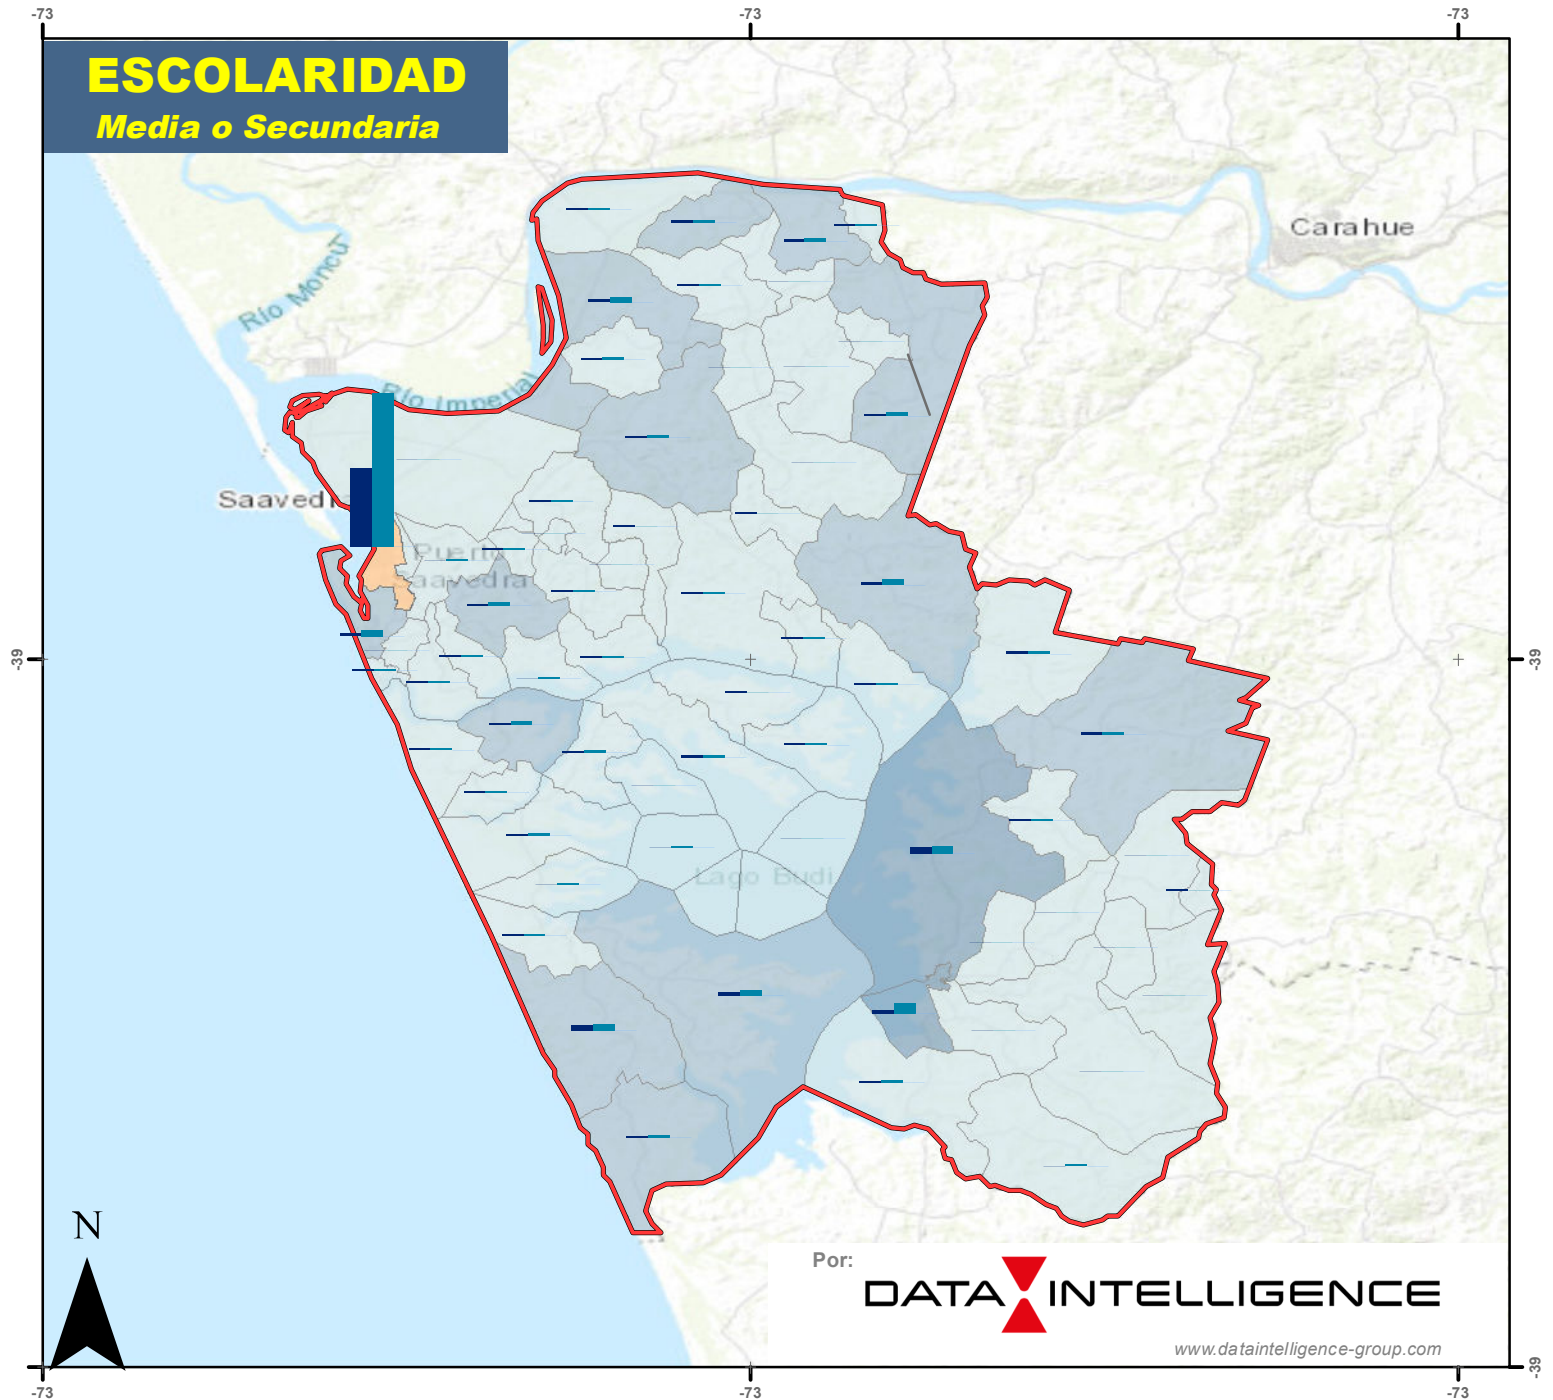 -73
-73
-73
ESCOLARIDAD
Media o Secundaria
Carahue
Río Moncul
Río Imperial
Saavedra
Puerto
Saavedra
-39
-39
Lago Budi
N
Por:
DATA INTELLIGENCE
www.dataintelligence-group.com
-39
-73
-73
-73